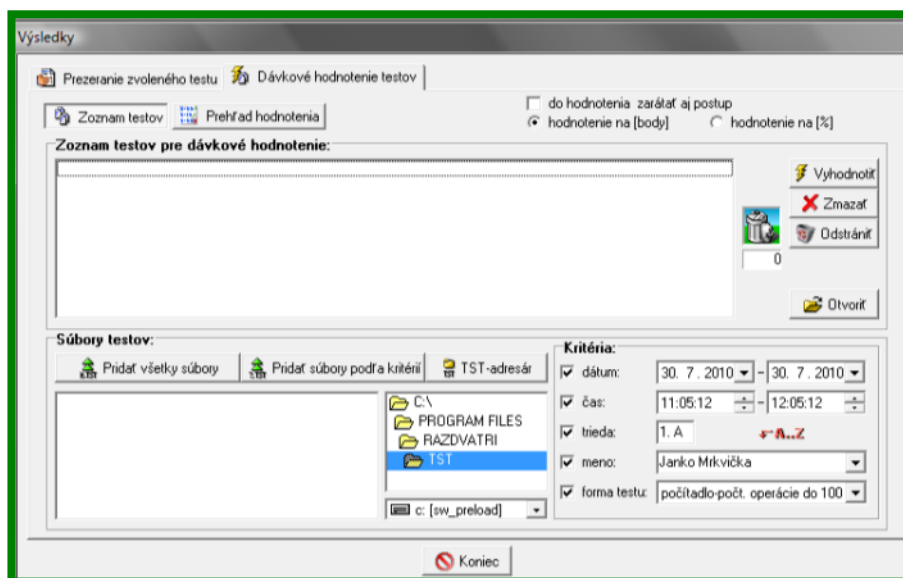 Výsledky
Prezeranie zvoleného testu Dávkové hodnotenie testov
Zoznam testov Prehľad hodnotenia
do hodnotenia zarátať aj postup
hodnotenie na [body] hodnotenie na [%]
Zoznam testov pre dávkové hodnotenie:
Vyhodnotiť
Zmazať
Odstrániť
0
Otvoriť
Súbory testov:
Pridať všetky súbory Pridať súbory podľa kritérií TST-adresár
C:\
PROGRAM FILES
RAZDVATRI
TST
c: [sw_preload]
Kritéria:
dátum: 30. 7 . 2010 - 30. 7 . 2010
čas: 11:05:12 - 12:05:12
trieda: 1. A A..Z
meno: Janko Mrkvička
forma testu: počítadlo-počt. operácie do 100
Koniec